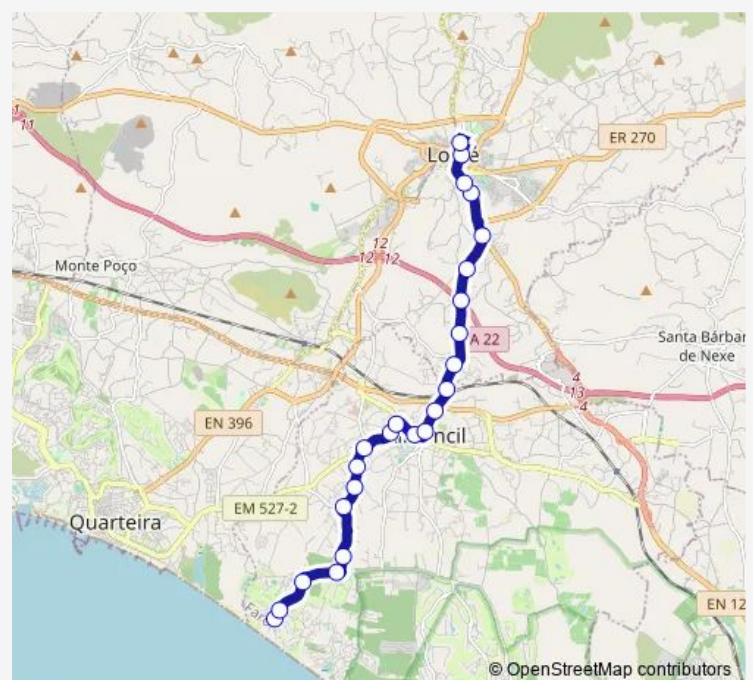 ER 270
11
12
12 12
Monte Poço
A 22
Santa Bárbar
de Nexe
4
13
4
EN 396
EM 527-2
Quarteira
EN 12
© OpenStreetMap contributors